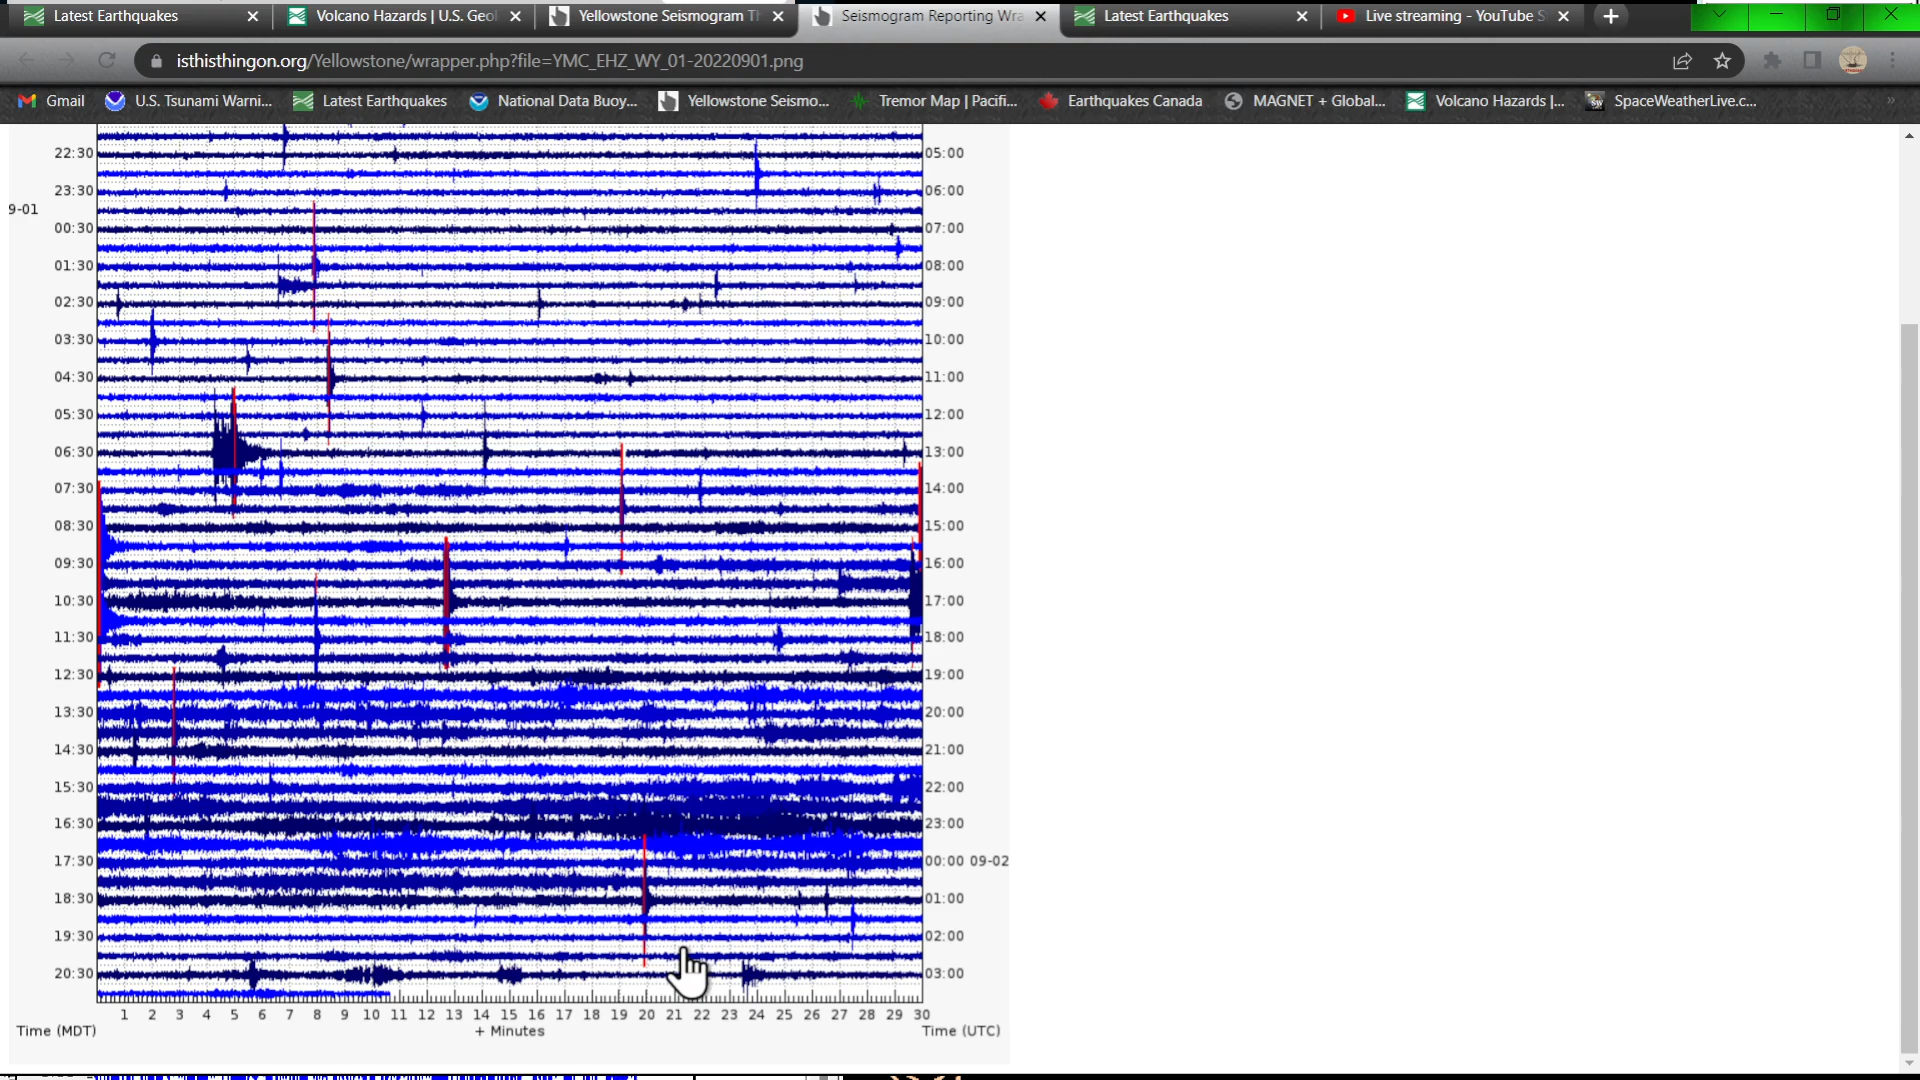 Latest Earthquakes
Volcano Hazards | U.S. Geol
Yellowstone Seismogram Th
Seismogram Reporting Wra
Latest Earthquakes
Live streaming - YouTube S
isthisthingon.org/Yellowstone/wrapper.php?file=YMC_EHZ_WY_01-20220901.png
Gmail
U.S. Tsunami Warni...
Latest Earthquakes
National Data Buoy...
Yellowstone Seismo...
Tremor Map | Pacifi...
Earthquakes Canada
MAGNET + Global...
Volcano Hazards |...
SpaceWeatherLive.c...
22:30 05:00
23:30 06:00
9-01
00:30 07:00
01:30 08:00
02:30 09:00
03:30 10:00
04:30 11:00
05:30 12:00
06:30 13:00
07:30 14:00
08:30 15:00
09:30 16:00
10:30 17:00
11:30 18:00
12:30 19:00
13:30 20:00
14:30 21:00
15:30 22:00
16:30 23:00
17:30 00:00 09-02
18:30 01:00
19:30 02:00
20:30 03:00
1 2 3 4 5 6 7 8 9 10 11 12 13 14 15 16 17 18 19 20 21 22 23 24 25 26 27 28 29 30
Time (MDT) + Minutes Time (UTC)